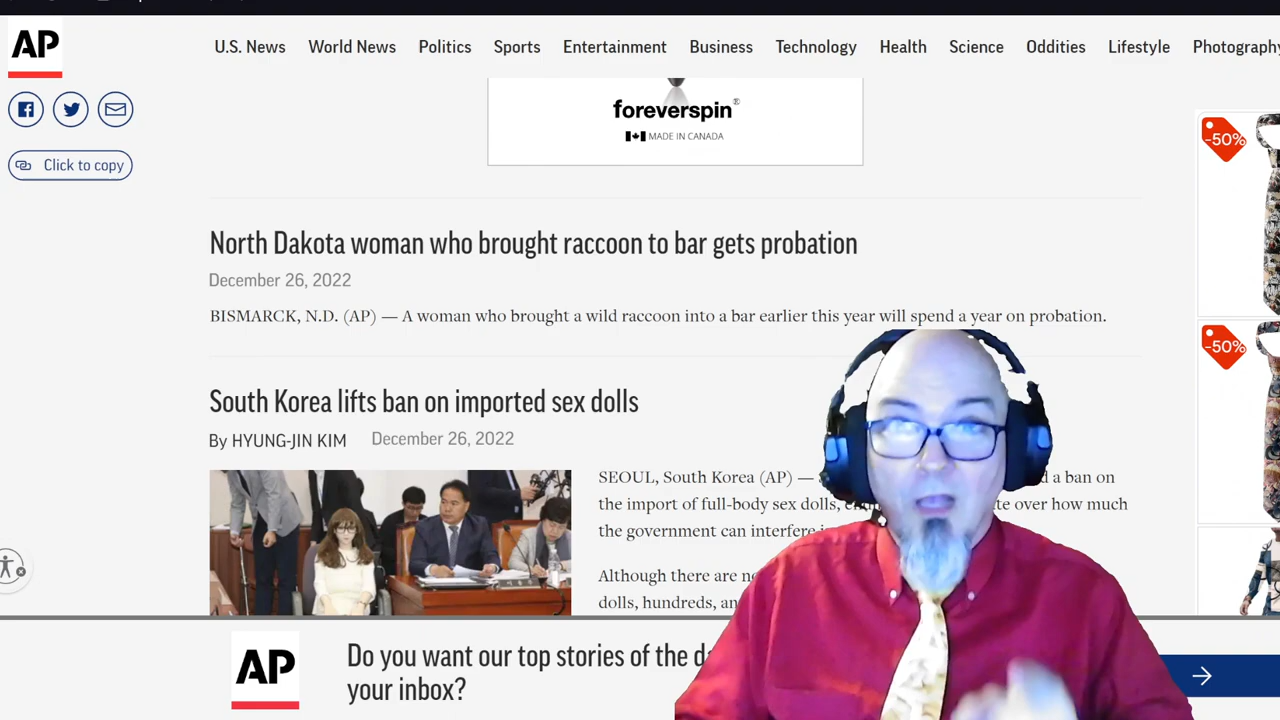 AP
U.S. News World News Politics Sports Entertainment Business Technology Health Science Oddities Lifestyle Photography
Click to copy
foreverspin®
MADE IN CANADA
-50%
-50%
North Dakota woman who brought raccoon to bar gets probation
December 26, 2022
BISMARCK, N.D. (AP) — A woman who brought a wild raccoon into a bar earlier this year will spend a year on probation.
South Korea lifts ban on imported sex dolls
By HYUNG-JIN KIM December 26, 2022
SEOUL, South Korea (AP) — d a ban on
the import of full-body sex dolls, te over how much
the government can interfere
Although there are
dolls, hundreds,
AP
Do you want our top stories of the
your inbox?